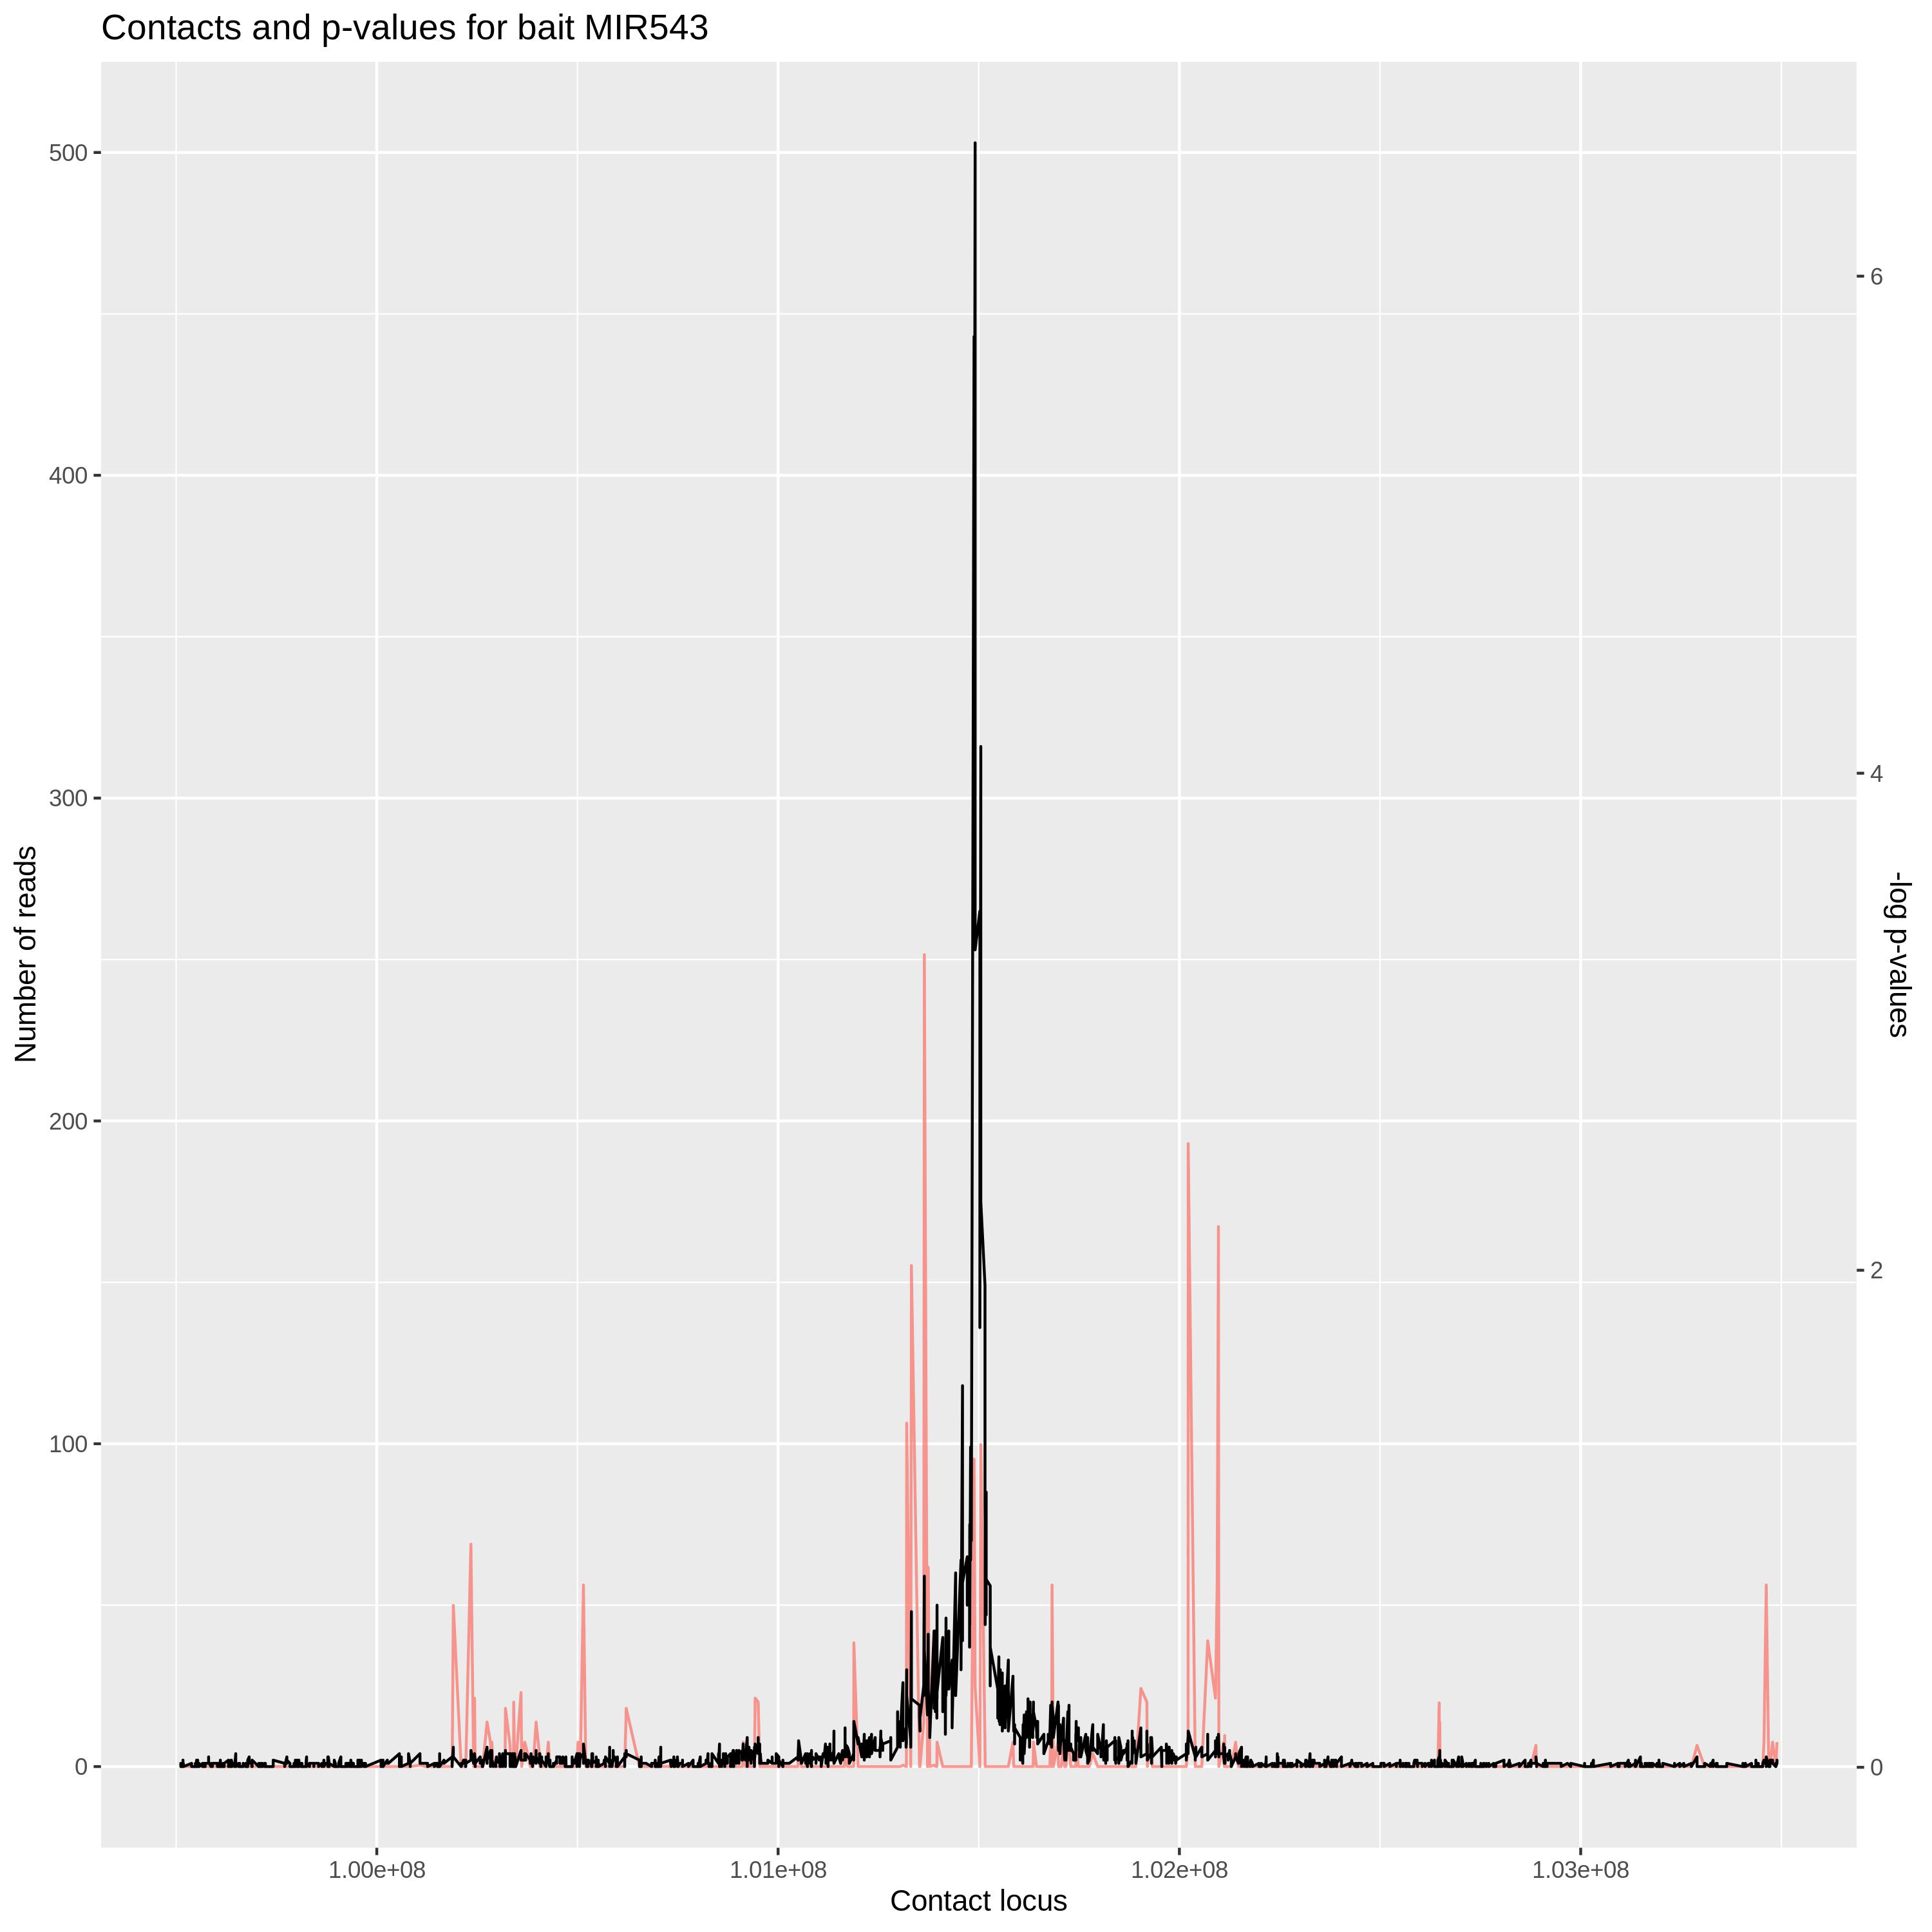 Contacts and p-values for bait MIR543
500
400
300
200
100
0
Number of reads
6
4
2
0
-log p-values
1.00e+08
1.01e+08
1.02e+08
1.03e+08
Contact locus